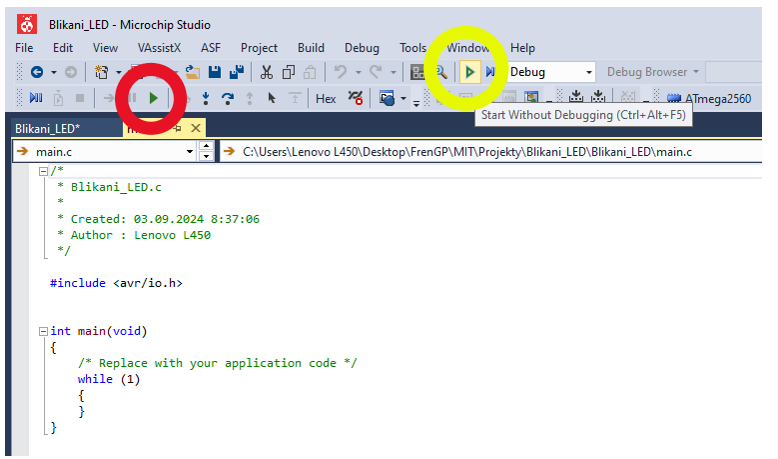 Blikani_LED - Microchip Studio
File Edit View VAssistX ASF Project Build Debug Tools Window Help
Debug Debug Browser
Hex ATmega2560
Start Without Debugging (Ctrl+Alt+F5)
Blikani_LED*
main.c C:\Users\Lenovo L450\Desktop\FrenGP\MIT\Projekty\Blikani_LED\Blikani_LED\main.c
/*
* Blikani_LED.c
*
* Created: 03.09.2024 8:37:06
* Author : Lenovo L450
*/
#include <avr/io.h>
int main(void)
{
/* Replace with your application code */
while (1)
{
}
}